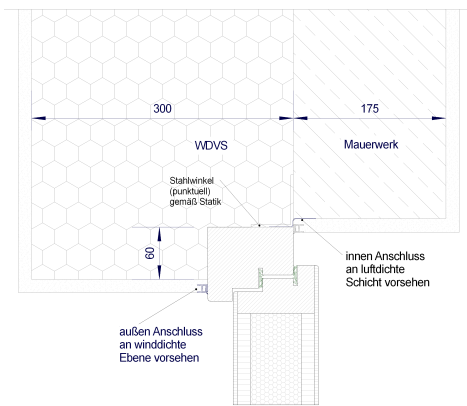 300
175
WDVS
Mauerwerk
Stahlwinkel
(punktuell)
gemäß Statik
60
innen Anschluss
an luftdichte
Schicht vorsehen
außen Anschluss
an winddichte
Ebene vorsehen